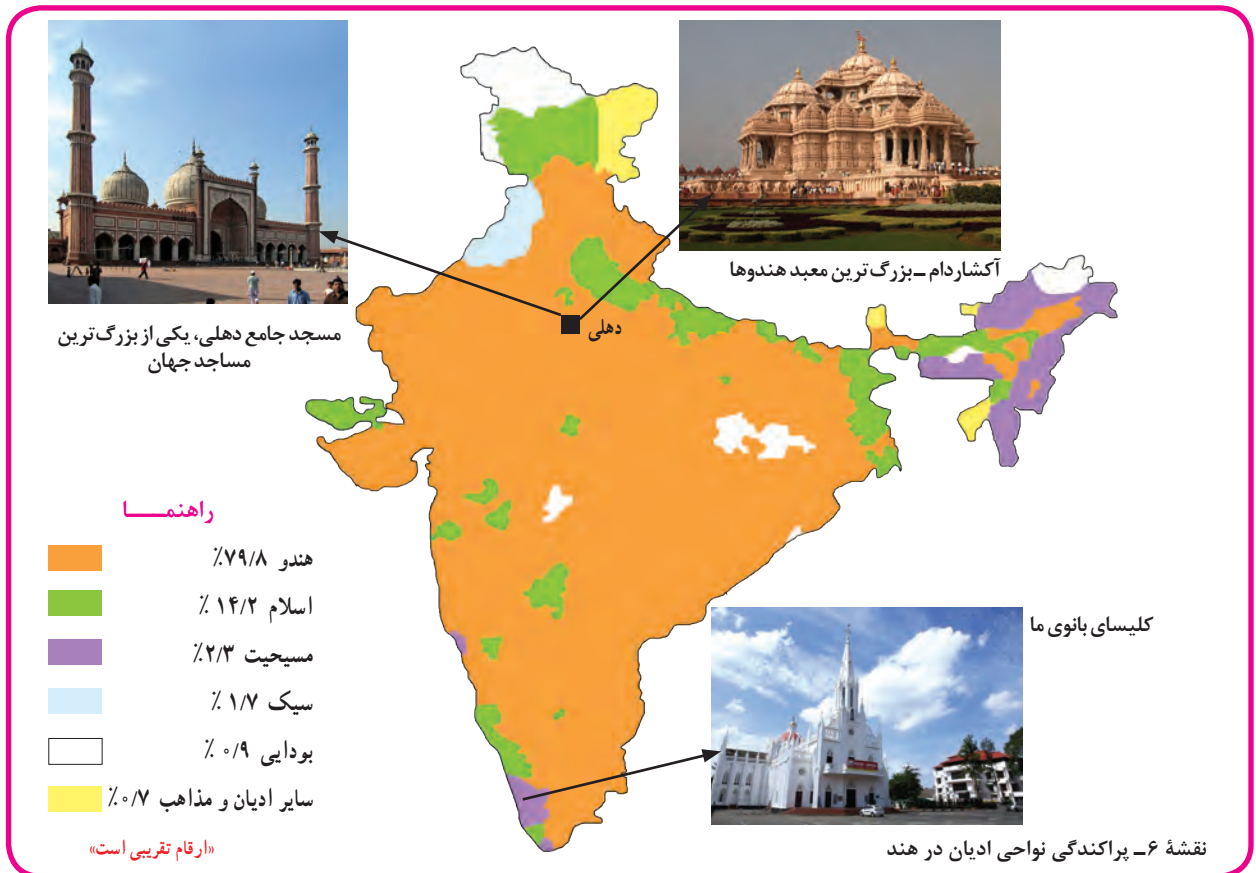 آکشاردام ـ بزرگ‌ترین معبد هندوها
مسجد جامع دهلی، یکی از بزرگ‌ترین
مساجد جهان
دهلی
راهنمـــــا
هندو ۷۹/۸٪
اسلام ۱۴/۲ ٪
مسیحیت ۲/۳٪
سیک ۱/۷ ٪
بودایی ۰/۹ ٪
سایر ادیان و مذاهب ۰/۷٪
«ارقام تقریبی است»
کلیسای بانوی ما
نقشهٔ ۶ ـ پراکندگی نواحی ادیان در هند